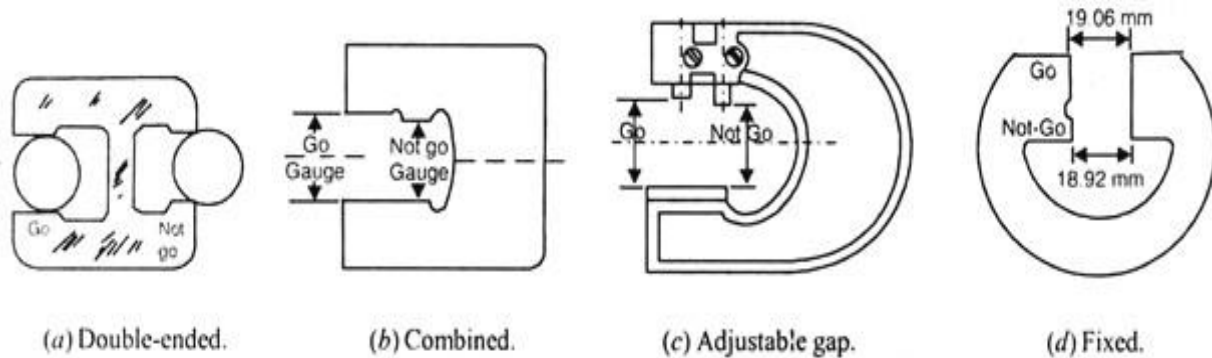 Go
Not
go
Go
Gauge
Not go
Gauge
Go
Not Go
19.06 mm
Go
Not-Go
18.92 mm
(a) Double-ended.
(b) Combined.
(c) Adjustable gap.
(d) Fixed.